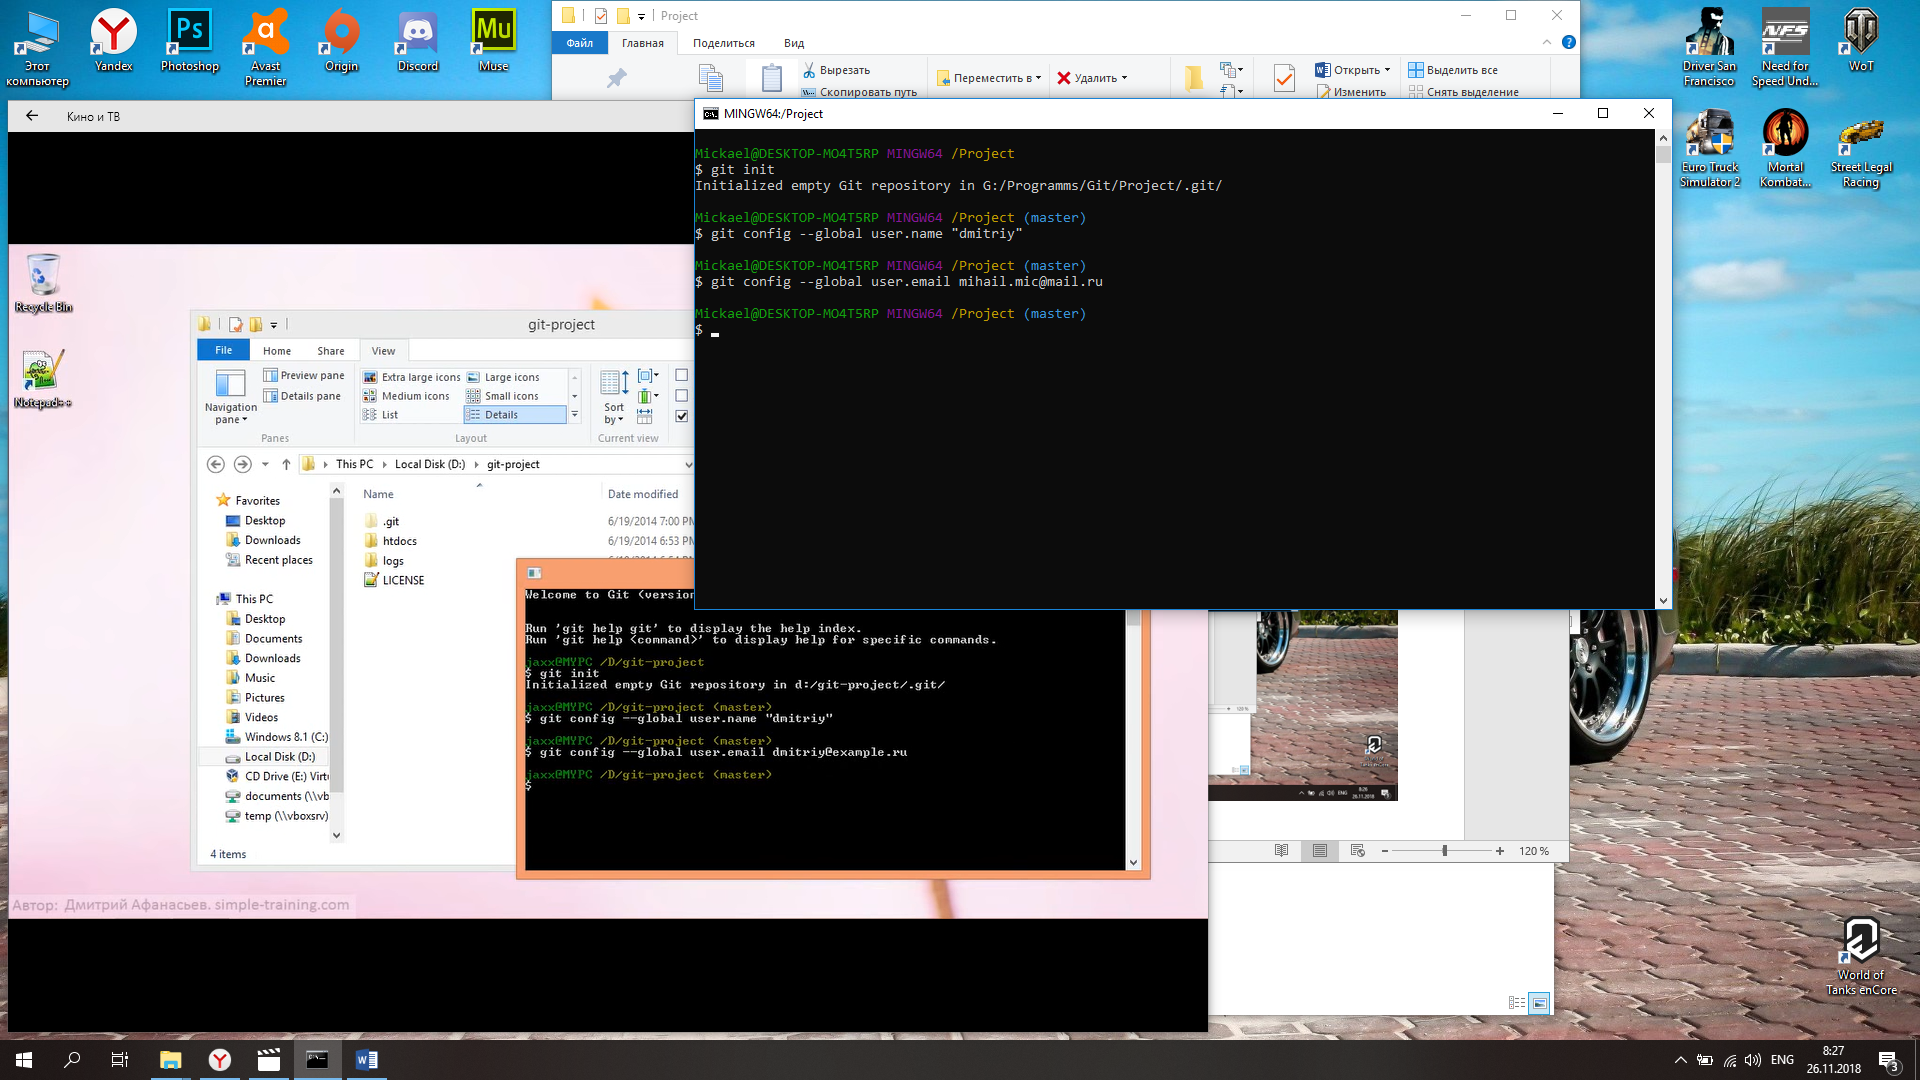 Этот компьютер
Yandex
Photoshop
Avast Premier
Origin
Discord
Muse
Project
Файл
Главная
Поделиться
Вид
Вырезать
Скопировать путь
Переместить в
Удалить
Открыть
Изменить
Выделить все
Снять выделение
Driver San Francisco
Need for Speed Und...
WoT
Euro Truck Simulator 2
Mortal Kombat...
Street Legal Racing
World of Tanks enCore
Кино и ТВ
MINGW64:/Project
Mickael@DESKTOP-MO4T5RP MINGW64 /Project
$ git init
Initialized empty Git repository in G:/Programms/Git/Project/.git/
Mickael@DESKTOP-MO4T5RP MINGW64 /Project (master)
$ git config --global user.name "dmitriy"
Mickael@DESKTOP-MO4T5RP MINGW64 /Project (master)
$ git config --global user.email mihail.mic@mail.ru
Mickael@DESKTOP-MO4T5RP MINGW64 /Project (master)
$
Recycle Bin
Notepad++
git-project
File
Home
Share
View
Navigation pane
Preview pane
Details pane
Panes
Extra large icons
Large icons
Medium icons
Small icons
List
Details
Layout
Sort by
Current view
This PC
Local Disk (D:)
git-project
Name
Date modified
Favorites
Desktop
Downloads
Recent places
This PC
Desktop
Documents
Downloads
Music
Pictures
Videos
Windows 8.1 (C:)
Local Disk (D:)
CD Drive (E:) Virtu
documents (\\vb
temp (\\vboxsrv)
.git
6/19/2014 7:00 PM
htdocs
6/19/2014 6:53 PM
logs
LICENSE
4 items
Welcome to Git (version
Run 'git help git' to display the help index.
Run 'git help <command>' to display help for specific commands.
jaxx@MYPC /D/git-project
$ git init
Initialized empty Git repository in d:/git-project/.git/
jaxx@MYPC /D/git-project (master)
$ git config --global user.name "dmitriy"
jaxx@MYPC /D/git-project (master)
$ git config --global user.email dmitriy@example.ru
jaxx@MYPC /D/git-project (master)
$
Автор: Дмитрий Афанасьев. simple-training.com
120 %
ENG
8:27
26.11.2018
3